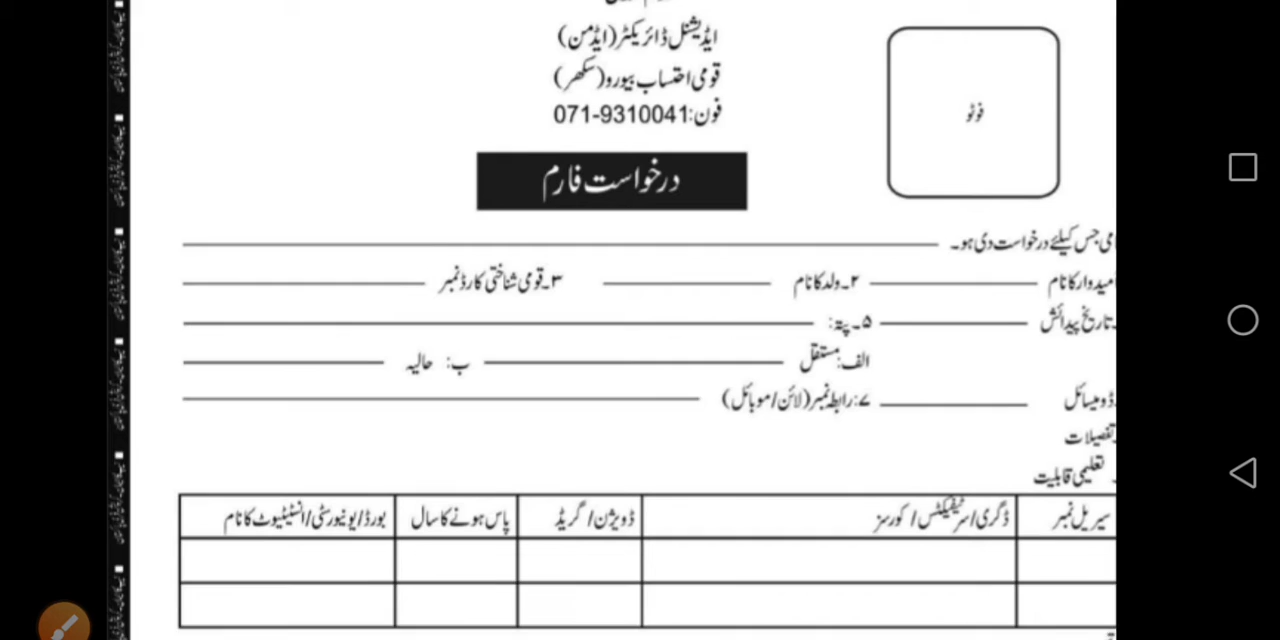 ایڈیشنل ڈائریکٹر (ایڈمن)
قومی احتساب بیورو (سکھر)
فون: 071-9310041
فوٹو
درخواست فارم
می جس کیلئے درخواست دی ہو۔
میدوار کا نام ۲۔ولد کا نام ۳۔قومی شناختی کارڈ نمبر
۔تاریخ پیدائش ۵۔پتہ:
الف: مستقل ب: حالیہ
ڈومیسائل ۷: رابطہ نمبر (لائن/موبائل)
تفصیلات
۔ تعلیمی قابلیت
سیریل نمبر ڈگری/سرٹیفکیٹس/کورسز ڈویژن/گریڈ پاس ہونے کا سال بورڈ/یونیورسٹی/انسٹیٹیوٹ کا نام